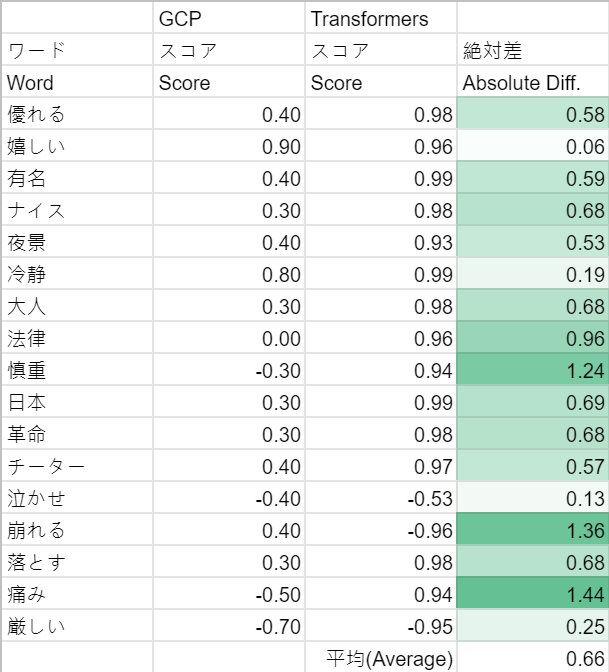 GCP Transformers
ワード スコア スコア 絶対差
Word Score Score Absolute Diff.
優れる 0.40 0.98 0.58
嬉しい 0.90 0.96 0.06
有名 0.40 0.99 0.59
ナイス 0.30 0.98 0.68
夜景 0.40 0.93 0.53
冷静 0.80 0.99 0.19
大人 0.30 0.98 0.68
法律 0.00 0.96 0.96
慎重 -0.30 0.94 1.24
日本 0.30 0.99 0.69
革命 0.30 0.98 0.68
チーター 0.40 0.97 0.57
泣かせ -0.40 -0.53 0.13
崩れる 0.40 -0.96 1.36
落とす 0.30 0.98 0.68
痛み -0.50 0.94 1.44
厳しい -0.70 -0.95 0.25
平均(Average) 0.66